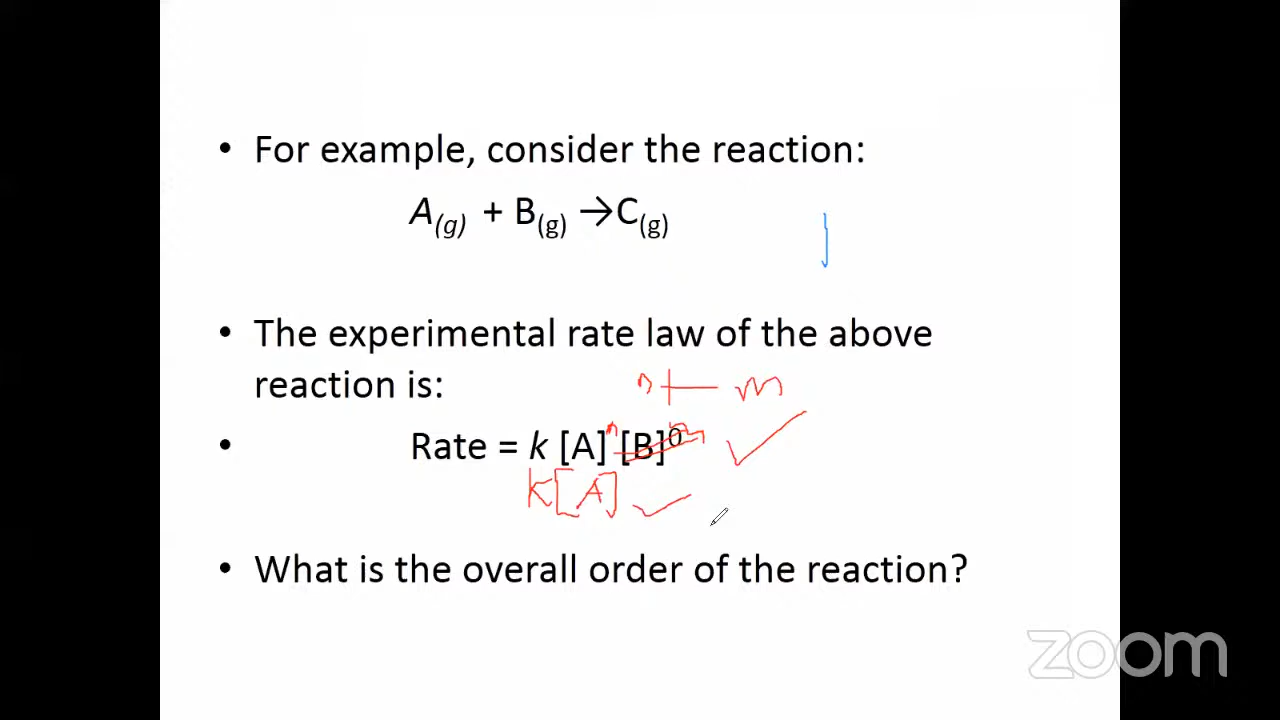 • For example, consider the reaction:
A(g) + B(g) →C(g)
• The experimental rate law of the above
reaction is:
n + m
• Rate = k [A]ⁿ [B]⁰
k[A]
• What is the overall order of the reaction?
zoom